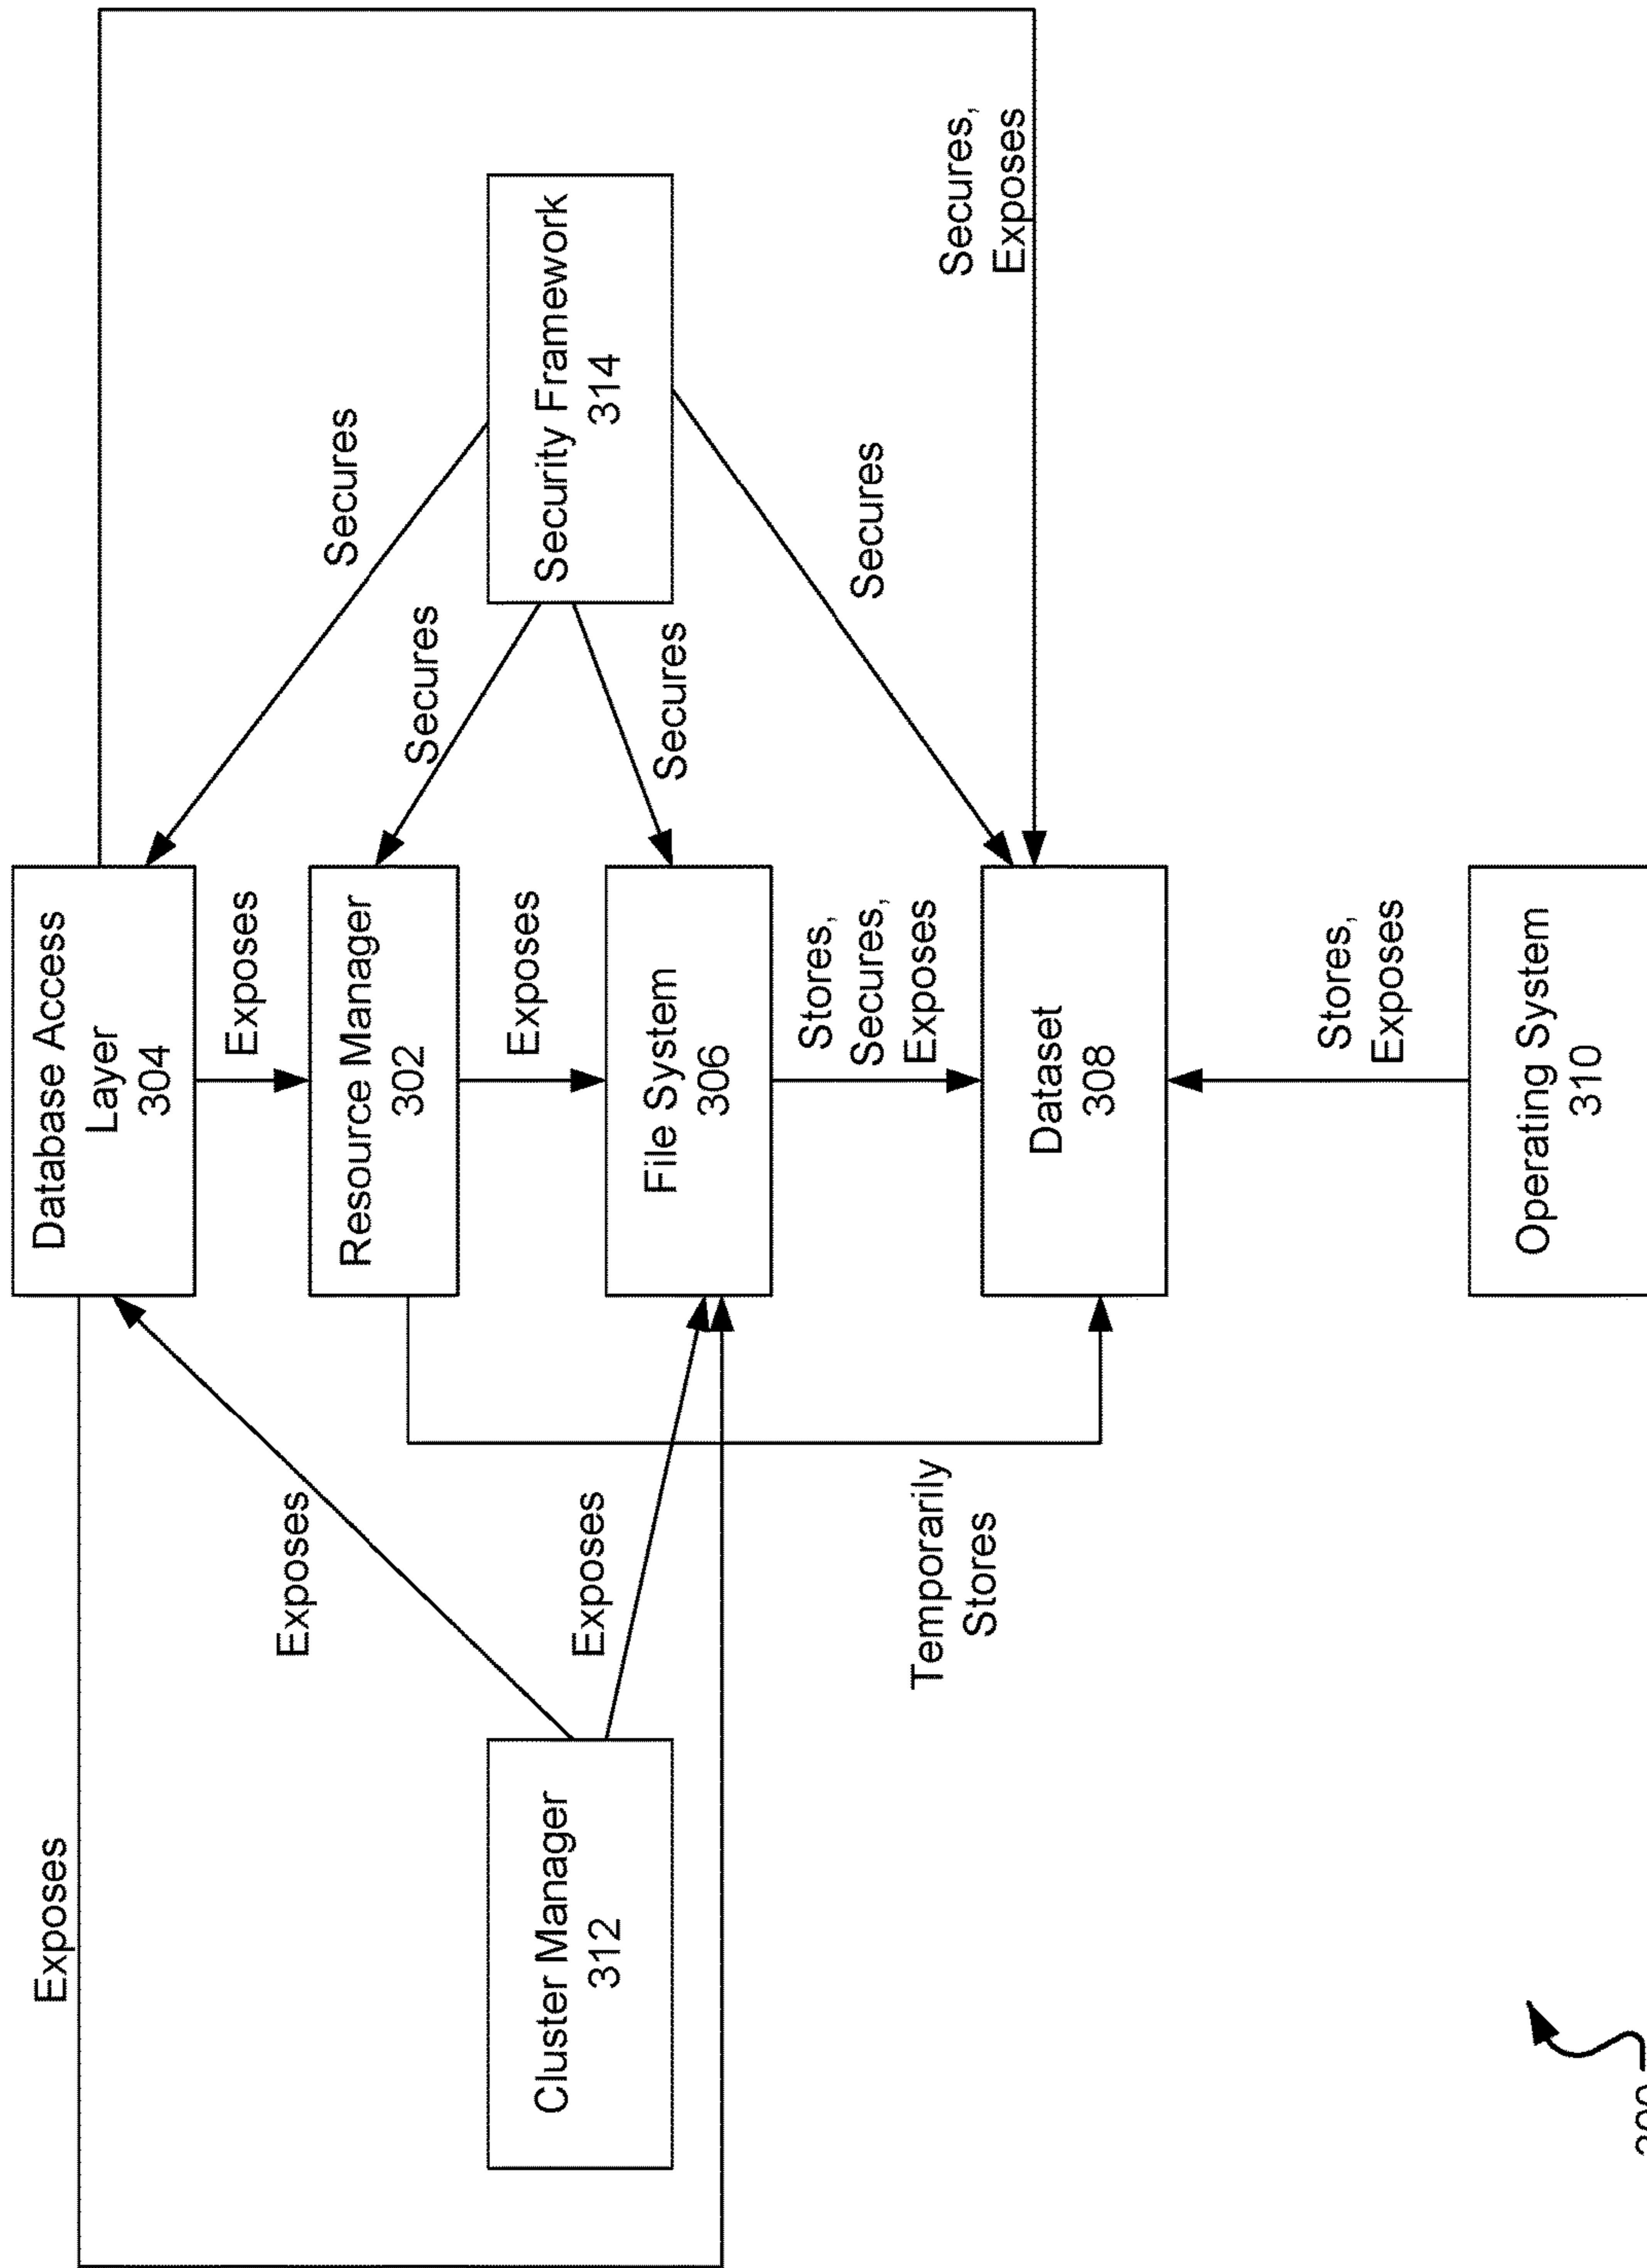 Exposes
Database Access
Layer
304
Exposes
Secures
Exposes
Resource Manager
302
Secures
Exposes
Exposes
Cluster Manager
312
Security Framework
314
File System
306
Secures
Stores,
Secures,
Exposes
Secures
Secures,
Exposes
Temporarily
Stores
Dataset
308
Stores,
Exposes
Operating System
310